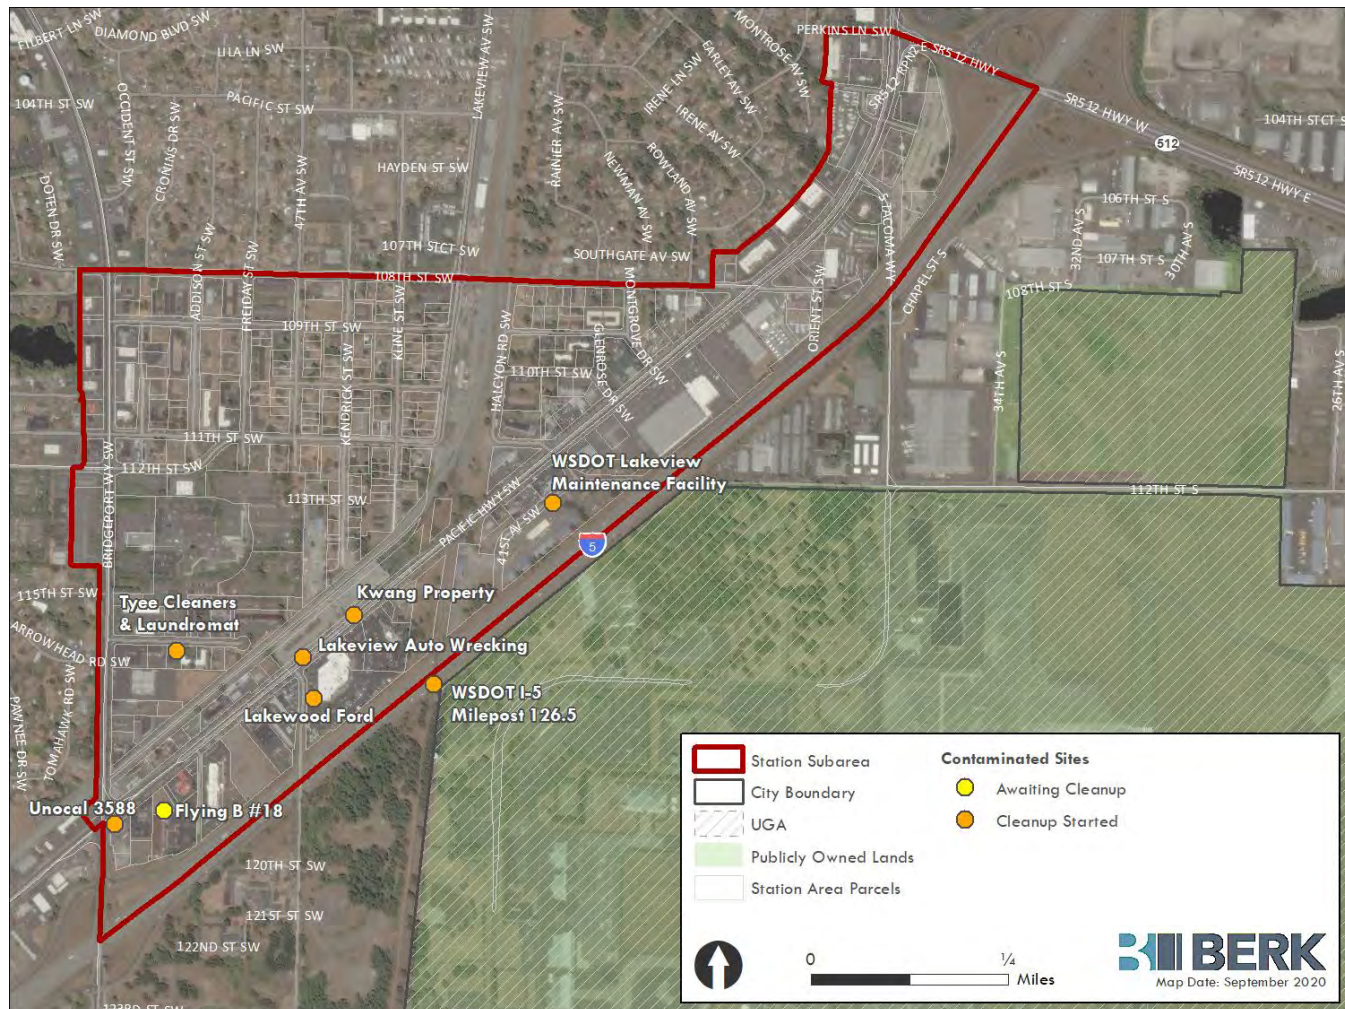 FILBERT LN SW
DIAMOND BLVD SW
LILA LN SW
104TH ST SW
OCCIDENT ST SW
PACIFIC ST SW
CRONINS DR SW
47TH AV SW
LAKEVIEW AV SW
HAYDEN ST SW
107TH STCT SW
DOTEN DR SW
ADDISON ST SW
FREIDAY ST SW
108TH ST SW
RAINIER AV SW
NEWMAN AV SW
ROWLAND AV SW
IRENE LN SW
IRENE AV SW
EARLEY AV SW
MONTROSE AV SW
PERKINS LN SW
SR512 RPN2
E SR512 HWY
SR512 HWY W
512
SR512 HWY E
104TH STCT S
106TH ST S
107TH ST S
32ND AV S
30TH AV S
108TH ST S
34TH AV S
26TH AV S
112TH ST S
SOUTHGATE AV SW
MONTGROVE DR SW
GLENROSE DR SW
S TACOMA WY
CHAPEL ST S
ORIENT ST SW
109TH ST SW
KLINE ST SW
KENDRICK ST SW
HALCYON RD SW
110TH ST SW
111TH ST SW
112TH ST SW
113TH ST SW
BRIDGEPORT WY SW
PACIFIC HWY SW
41ST AV SW
WSDOT Lakeview
Maintenance Facility
5
115TH ST SW
ARROWHEAD RD SW
TOMAHAWK RD SW
PAWNEE DR SW
Tyee Cleaners
& Laundromat
Kwang Property
Lakeview Auto Wrecking
Lakewood Ford
WSDOT I-5
Milepost 126.5
Unocal 3588
Flying B #18
120TH ST SW
121ST ST SW
122ND ST SW
123RD ST SW
Station Subarea
City Boundary
UGA
Publicly Owned Lands
Station Area Parcels
Contaminated Sites
Awaiting Cleanup
Cleanup Started
0
¼
Miles
BERK
Map Date: September 2020